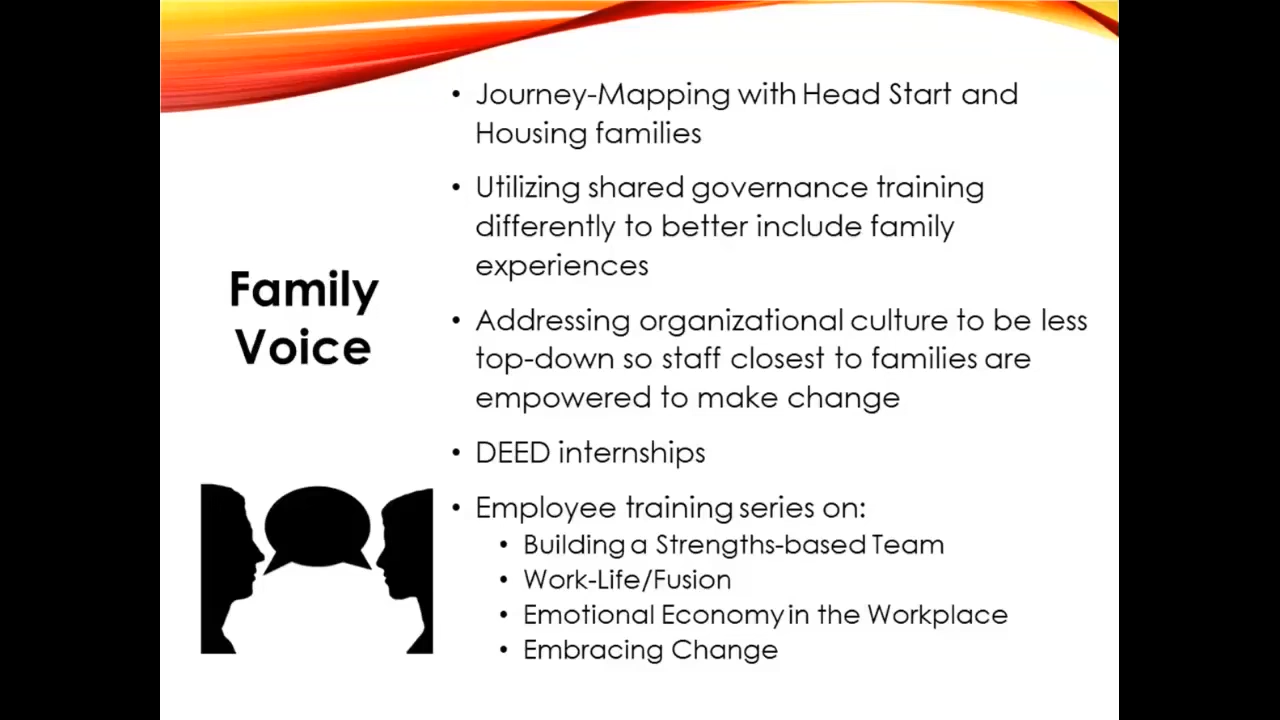 Family
Voice
• Journey-Mapping with Head Start and
Housing families
• Utilizing shared governance training
differently to better include family
experiences
• Addressing organizational culture to be less
top-down so staff closest to families are
empowered to make change
• DEED internships
• Employee training series on:
• Building a Strengths-based Team
• Work-Life/Fusion
• Emotional Economy in the Workplace
• Embracing Change